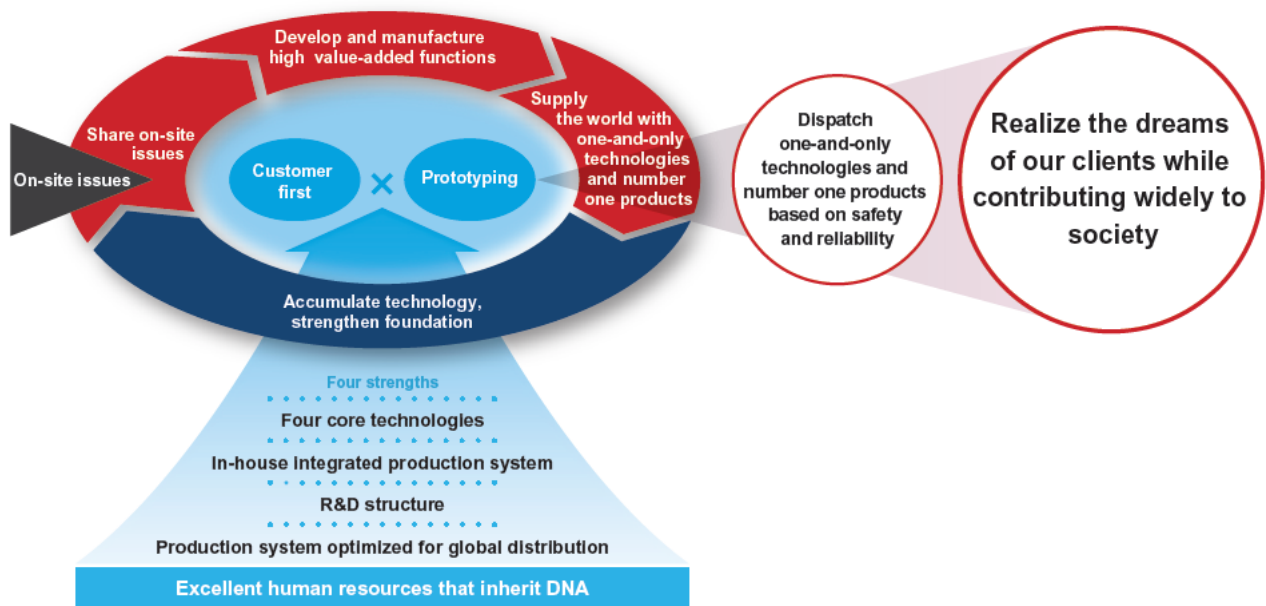 Develop and manufacture
high value-added functions
Share on-site
issues
On-site issues
Customer
first
×
Prototyping
Supply
the world with
one-and-only
technologies
and number
one products
Accumulate technology,
strengthen foundation
Dispatch
one-and-only
technologies and
number one products
based on safety
and reliability
Realize the dreams
of our clients while
contributing widely to
society
Four strengths
Four core technologies
In-house integrated production system
R&D structure
Production system optimized for global distribution
Excellent human resources that inherit DNA